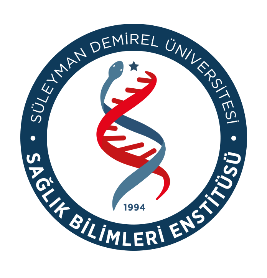 SÜLEYMAN DEMİREL ÜNİVERSİTESİ
1994
SAĞLIK BİLİMLERİ ENSTİTÜSÜ